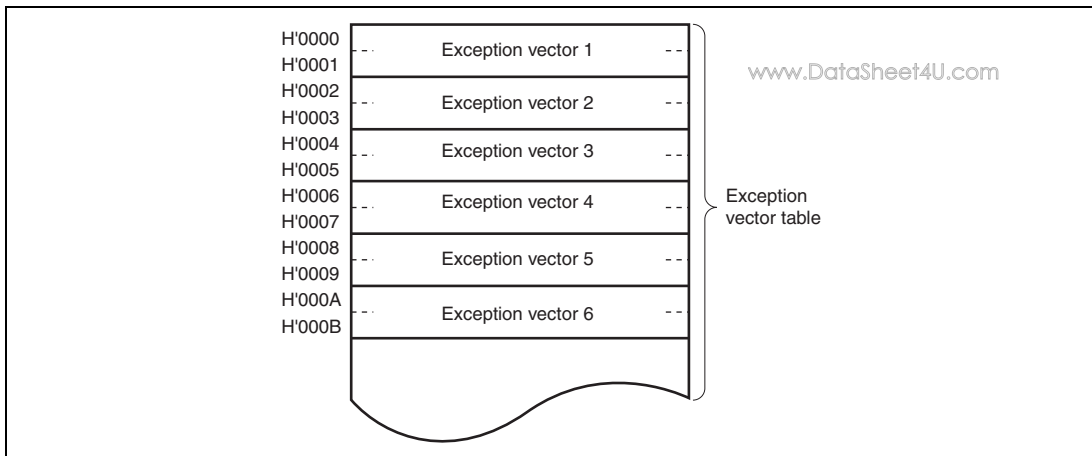 H'0000
H'0001
Exception vector 1
H'0002
H'0003
Exception vector 2
H'0004
H'0005
Exception vector 3
H'0006
H'0007
Exception vector 4
H'0008
H'0009
Exception vector 5
H'000A
H'000B
Exception vector 6
Exception
vector table
www.DataSheet4U.com